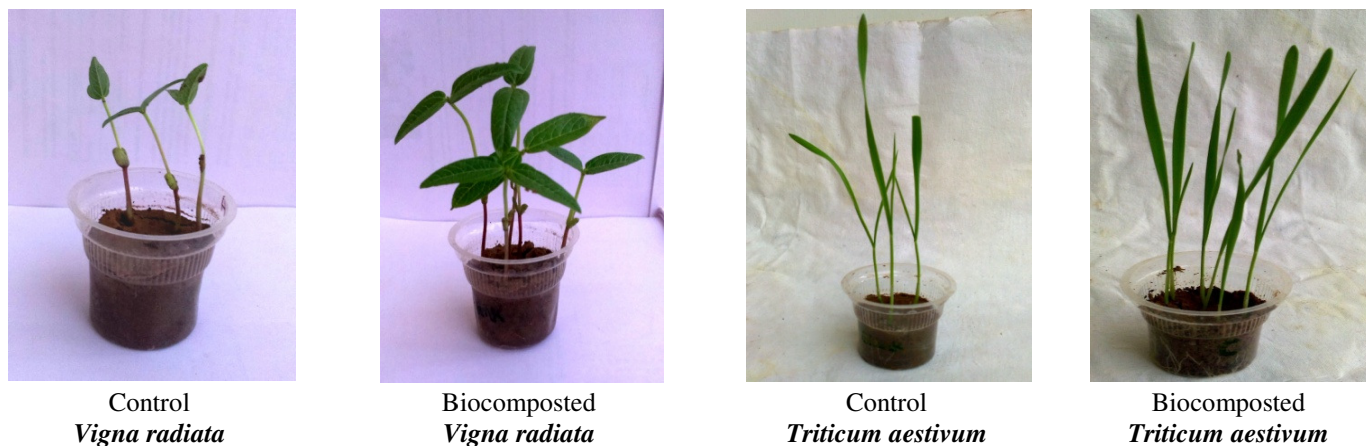 Control
Vigna radiata
Biocomposted
Vigna radiata
Control
Triticum aestivum
Biocomposted
Triticum aestivum
C